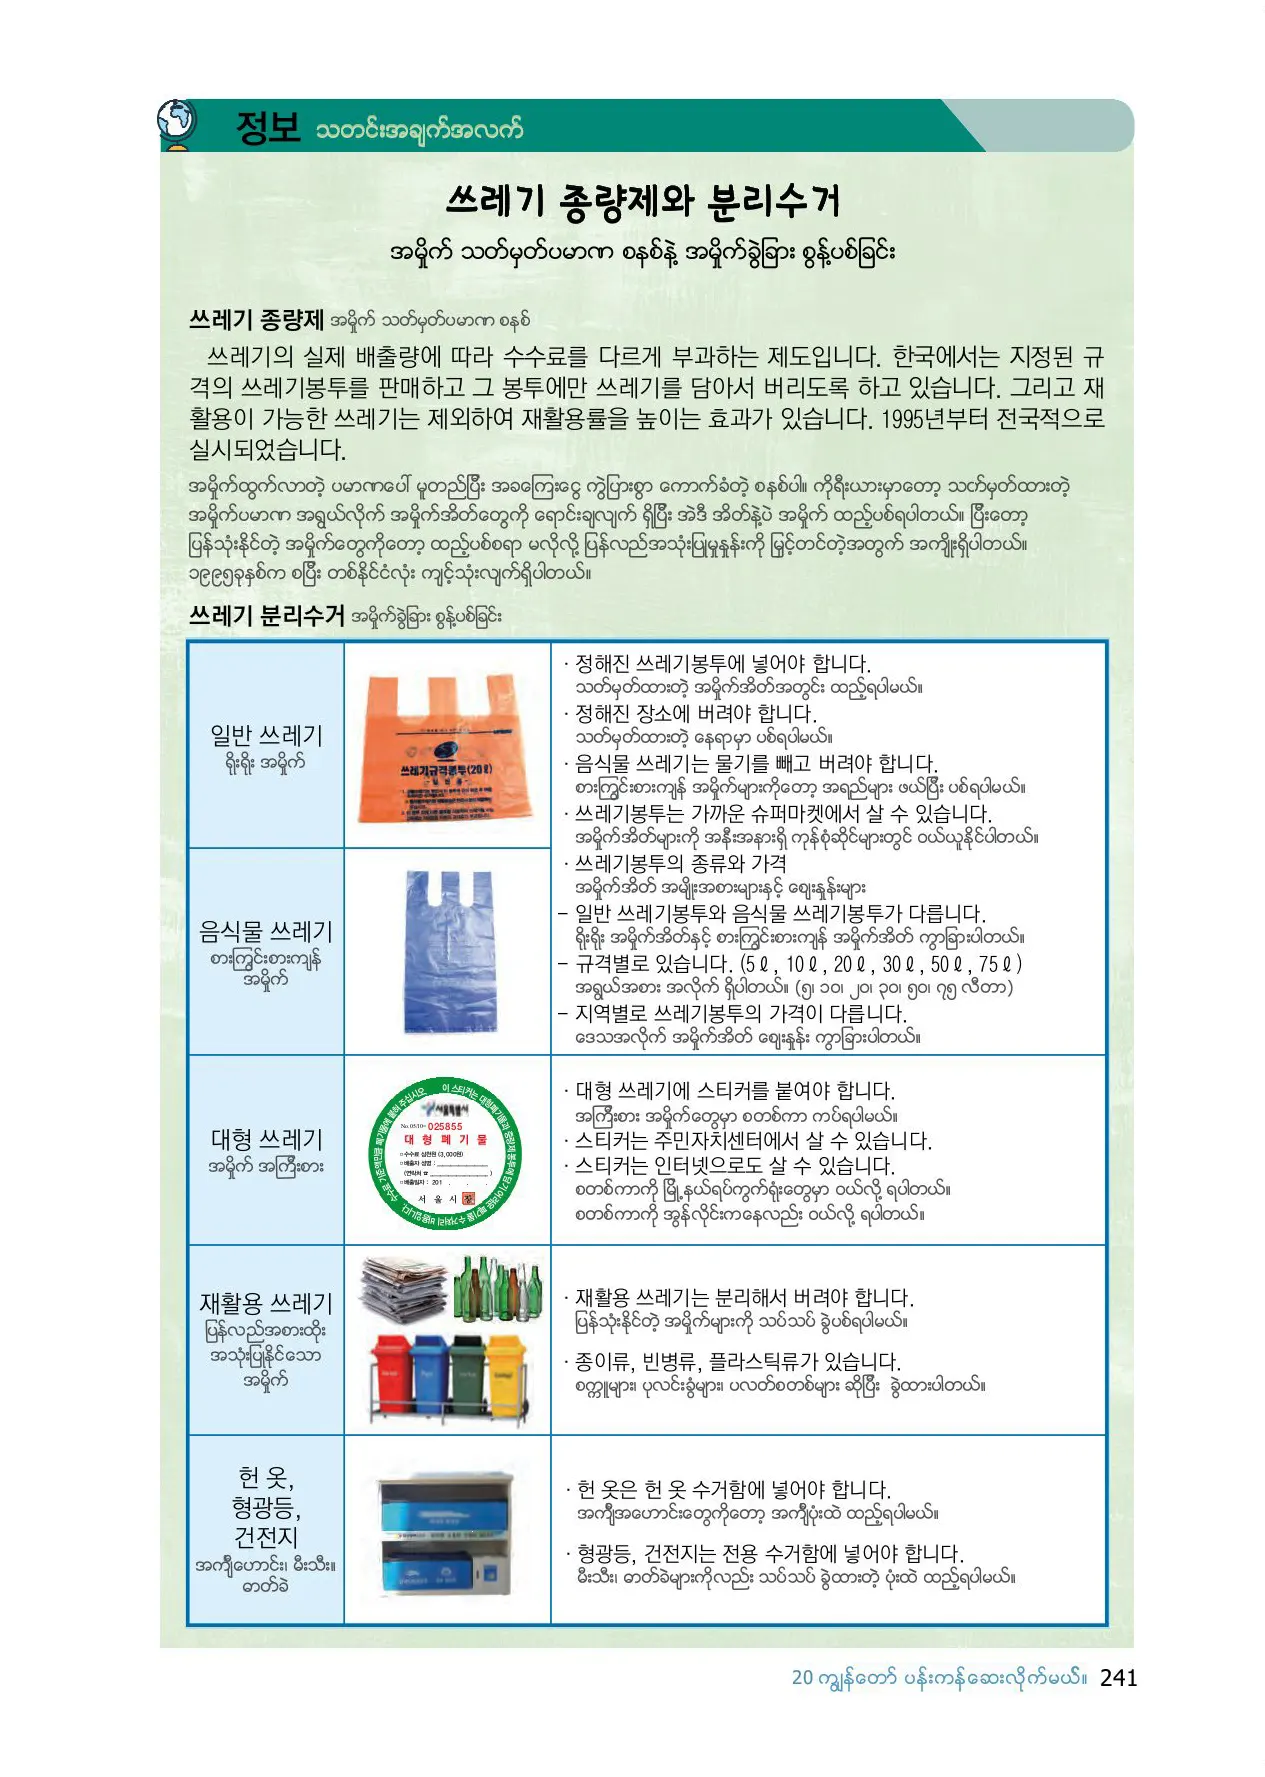 정보 သတင်းအချက်အလက်
쓰레기 종량제와 분리수거
အမှိုက် သတ်မှတ်ပမာဏ စနစ်နဲ့ အမှိုက်ခွဲခြား စွန့်ပစ်ခြင်း
쓰레기 종량제 အမှိုက် သတ်မှတ်ပမာဏ စနစ်
쓰레기의 실제 배출량에 따라 수수료를 다르게 부과하는 제도입니다. 한국에서는 지정된 규
격의 쓰레기봉투를 판매하고 그 봉투에만 쓰레기를 담아서 버리도록 하고 있습니다. 그리고 재
활용이 가능한 쓰레기는 제외하여 재활용률을 높이는 효과가 있습니다. 1995년부터 전국적으로
실시되었습니다.
အမှိုက်ထွက်လာတဲ့ ပမာဏပေါ် မူတည်ပြီး အခကြေးငွေ ကွဲပြားစွာ ကောက်ခံတဲ့ စနစ်ပါ။ ကိုရီးယားမှာတော့ သတ်မှတ်ထားတဲ့
အမှိုက်ပမာဏ အရွယ်လိုက် အမှိုက်အိတ်တွေကို ရောင်းချလျက် ရှိပြီး အဲဒီ အိတ်နဲ့ပဲ အမှိုက် ထည့်ပစ်ရပါတယ်။ ပြီးတော့
ပြန်သုံးနိုင်တဲ့ အမှိုက်တွေကိုတော့ ထည့်ပစ်စရာ မလိုလို့ ပြန်လည်အသုံးပြုမှုနှုန်းကို မြှင့်တင်တဲ့အတွက် အကျိုးရှိပါတယ်။
၁၉၉၅ခုနှစ်က စပြီး တစ်နိုင်ငံလုံး ကျင့်သုံးလျက်ရှိပါတယ်။
쓰레기 분리수거 အမှိုက်ခွဲခြား စွန့်ပစ်ခြင်း
일반 쓰레기
ရိုးရိုး အမှိုက်
쓰레기규격봉투(20ℓ)
· 정해진 쓰레기봉투에 넣어야 합니다.
သတ်မှတ်ထားတဲ့ အမှိုက်အိတ်အတွင်း ထည့်ရပါမယ်။
· 정해진 장소에 버려야 합니다.
သတ်မှတ်ထားတဲ့ နေရာမှာ ပစ်ရပါမယ်။
· 음식물 쓰레기는 물기를 빼고 버려야 합니다.
စားကြွင်းစားကျန် အမှိုက်များကိုတော့ အရည်များ ဖယ်ပြီး ပစ်ရပါမယ်။
· 쓰레기봉투는 가까운 슈퍼마켓에서 살 수 있습니다.
အမှိုက်အိတ်များကို အနီးအနားရှိ ကုန်စုံဆိုင်များတွင် ဝယ်ယူနိုင်ပါတယ်။
· 쓰레기봉투의 종류와 가격
အမှိုက်အိတ် အမျိုးအစားများနှင့် ဈေးနှုန်းများ
- 일반 쓰레기봉투와 음식물 쓰레기봉투가 다릅니다.
ရိုးရိုး အမှိုက်အိတ်နှင့် စားကြွင်းစားကျန် အမှိုက်အိတ် ကွာခြားပါတယ်။
- 규격별로 있습니다. (5ℓ, 10ℓ, 20ℓ, 30ℓ, 50ℓ, 75ℓ)
အရွယ်အစား အလိုက် ရှိပါတယ်။ (၅၊ ၁၀၊ ၂၀၊ ၃၀၊ ၅၀၊ ၇၅ လီတာ)
- 지역별로 쓰레기봉투의 가격이 다릅니다.
ဒေသအလိုက် အမှိုက်အိတ် ဈေးနှုန်း ကွာခြားပါတယ်။
음식물 쓰레기
စားကြွင်းစားကျန်
အမှိုက်
대형 쓰레기
အမှိုက် အကြီးစား
이 스티커는 대형폐기물과
서울특별시
025855
대 형 폐 기 물
수수료 삼천원 (3,000원)
배출자 성명 :
(연락처 ☎ )
배출일자 : 201 . . .
서 울 시 장
· 대형 쓰레기에 스티커를 붙여야 합니다.
အကြီးစား အမှိုက်တွေမှာ စတစ်ကာ ကပ်ရပါမယ်။
· 스티커는 주민자치센터에서 살 수 있습니다.
· 스티커는 인터넷으로도 살 수 있습니다.
စတစ်ကာကို မြို့နယ်ရပ်ကွက်ရုံးတွေမှာ ဝယ်လို့ ရပါတယ်။
စတစ်ကာကို အွန်လိုင်းကနေလည်း ဝယ်လို့ ရပါတယ်။
재활용 쓰레기
ပြန်လည်အစားထိုး
အသုံးပြုနိုင်သော
အမှိုက်
· 재활용 쓰레기는 분리해서 버려야 합니다.
ပြန်သုံးနိုင်တဲ့ အမှိုက်များကို သပ်သပ် ခွဲပစ်ရပါမယ်။
· 종이류, 빈병류, 플라스틱류가 있습니다.
စက္ကူများ၊ ပုလင်းခွံများ၊ ပလတ်စတစ်များ ဆိုပြီး ခွဲထားပါတယ်။
헌 옷,
형광등,
건전지
အင်္ကျီဟောင်း၊ မီးသီး။
ဓာတ်ခဲ
· 헌 옷은 헌 옷 수거함에 넣어야 합니다.
အင်္ကျီအဟောင်းတွေကိုတော့ အင်္ကျီပုံးထဲ ထည့်ရပါမယ်။
· 형광등, 건전지는 전용 수거함에 넣어야 합니다.
မီးသီး၊ ဓာတ်ခဲများကိုလည်း သပ်သပ် ခွဲထားတဲ့ ပုံးထဲ ထည့်ရပါမယ်။
20 ကျွန်တော် ပန်းကန်ဆေးလိုက်မယ်။ 241